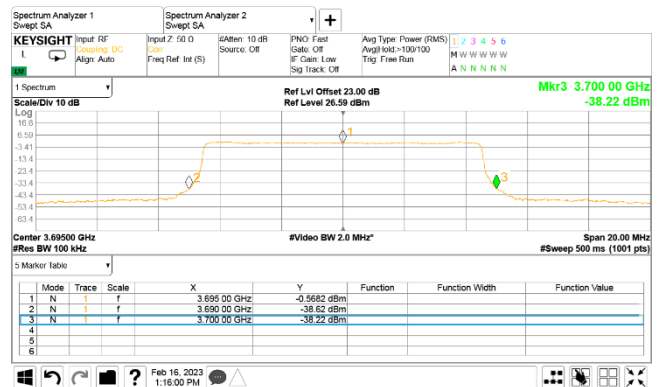 Spectrum Analyzer 1
Swept SA
Spectrum Analyzer 2
Swept SA
KEYSIGHT
L
Input: RF
Coupling: DC
Align: Auto
Input Z: 50 Ω
Corr
Freq Ref: Int (S)
#Atten: 10 dB
Source: Off
PNO: Fast
Gate: Off
IF Gain: Low
Sig Track: Off
Avg Type: Power (RMS)
Avg|Hold:>100/100
Trig: Free Run
1 2 3 4 5 6
M W W W W W
A N N N N N
1 Spectrum
Scale/Div 10 dB
Ref Lvl Offset 23.00 dB
Ref Level 26.59 dBm
Mkr3 3.700 00 GHz
-38.22 dBm
Log
16.6
6.59
-3.41
-13.4
-23.4
-33.4
-43.4
-53.4
-63.4
1
2
3
Center 3.69500 GHz
#Res BW 100 kHz
#Video BW 2.0 MHz*
Span 20.00 MHz
#Sweep 500 ms (1001 pts)
5 Marker Table
Mode Trace Scale X Y Function Function Width Function Value
1 N 1 f 3.695 00 GHz -0.5682 dBm
2 N 1 f 3.690 00 GHz -38.62 dBm
3 N 1 f 3.700 00 GHz -38.22 dBm
4
5
6
?
Feb 16, 2023
1:16:00 PM